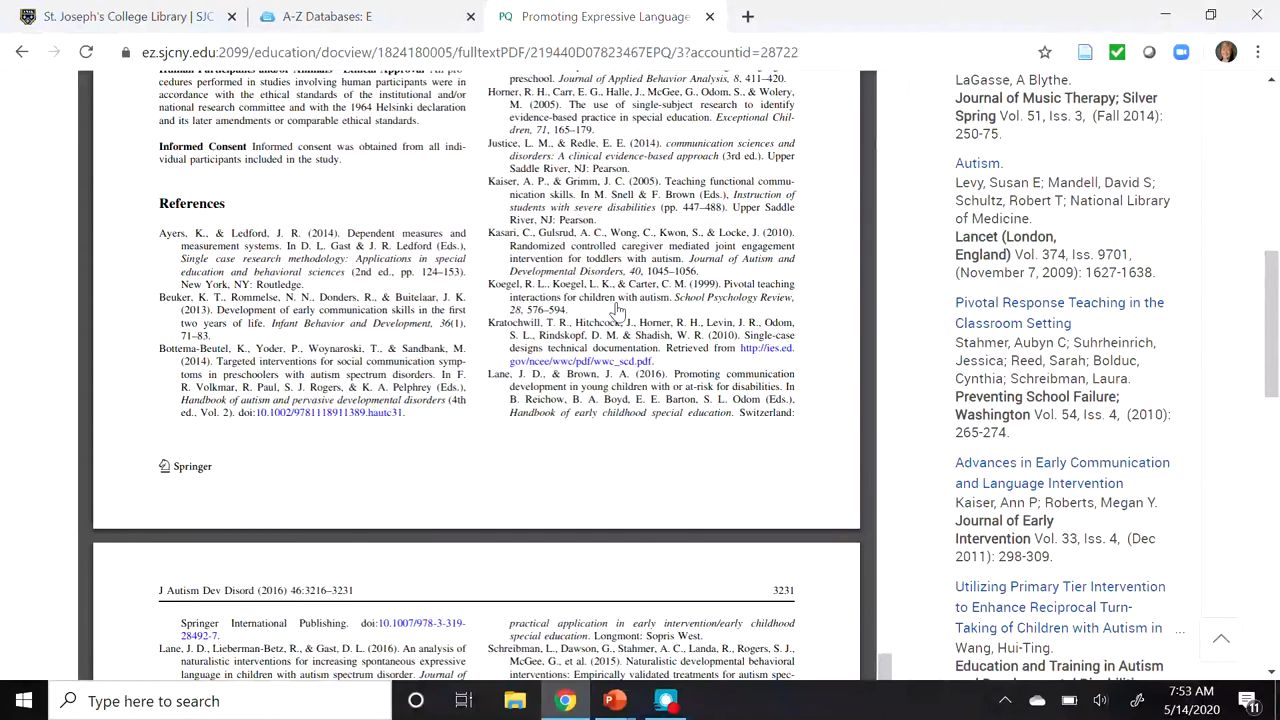 St. Joseph's College Library | SJC
A-Z Databases: E
PQ Promoting Expressive Language
ez.sjcny.edu:2099/education/docview/1824180005/fulltextPDF/219440D07823467EPQ/3?accountid=28722
cedures performed in studies involving human participants were in
accordance with the ethical standards of the institutional and/or
national research committee and with the 1964 Helsinki declaration
and its later amendments or comparable ethical standards.
Informed Consent Informed consent was obtained from all indi-
vidual participants included in the study.
References
Ayers, K., & Ledford, J. R. (2014). Dependent measures and
measurement systems. In D. L. Gast & J. R. Ledford (Eds.),
Single case research methodology: Applications in special
education and behavioral sciences (2nd ed., pp. 124–153).
New York, NY: Routledge.
Beuker, K. T., Rommelse, N. N., Donders, R., & Buitelaar, J. K.
(2013). Development of early communication skills in the first
two years of life. Infant Behavior and Development, 36(1),
71–83.
Bottema-Beutel, K., Yoder, P., Woynaroski, T., & Sandbank, M.
(2014). Targeted interventions for social communication symp-
toms in preschoolers with autism spectrum disorders. In F.
R. Volkmar, R. Paul, S. J. Rogers, & K. A. Pelphrey (Eds.),
Handbook of autism and pervasive developmental disorders (4th
ed., Vol. 2). doi:10.1002/9781118911389.hautc31.
preschool. Journal of Applied Behavior Analysis, 8, 411–420.
Horner, R. H., Carr, E. G., Halle, J., McGee, G., Odom, S., & Wolery,
M. (2005). The use of single-subject research to identify
evidence-based practice in special education. Exceptional Chil-
dren, 71, 165–179.
Justice, L. M., & Redle, E. E. (2014). communication sciences and
disorders: A clinical evidence-based approach (3rd ed.). Upper
Saddle River, NJ: Pearson.
Kaiser, A. P., & Grimm, J. C. (2005). Teaching functional commu-
nication skills. In M. Snell & F. Brown (Eds.), Instruction of
students with severe disabilities (pp. 447–488). Upper Saddle
River, NJ: Pearson.
Kasari, C., Gulsrud, A. C., Wong, C., Kwon, S., & Locke, J. (2010).
Randomized controlled caregiver mediated joint engagement
intervention for toddlers with autism. Journal of Autism and
Developmental Disorders, 40, 1045–1056.
Koegel, R. L., Koegel, L. K., & Carter, C. M. (1999). Pivotal teaching
interactions for children with autism. School Psychology Review,
28, 576–594.
Kratochwill, T. R., Hitchcock, J., Horner, R. H., Levin, J. R., Odom,
S. L., Rindskopf, D. M. & Shadish, W. R. (2010). Single-case
designs technical documentation. Retrieved from http://ies.ed.
gov/ncee/wwc/pdf/wwc_scd.pdf.
Lane, J. D., & Brown, J. A. (2016). Promoting communication
development in young children with or at-risk for disabilities. In
B. Reichow, B. A. Boyd, E. E. Barton, S. L. Odom (Eds.),
Handbook of early childhood special education. Switzerland:
Springer
J Autism Dev Disord (2016) 46:3216–3231
3231
Springer International Publishing. doi:10.1007/978-3-319-
28492-7.
Lane, J. D., Lieberman-Betz, R., & Gast, D. L. (2016). An analysis of
naturalistic interventions for increasing spontaneous expressive
language in children with autism spectrum disorder. Journal of
practical application in early intervention/early childhood
special education. Longmont: Sopris West.
Schreibman, L., Dawson, G., Stahmer, A. C., Landa, R., Rogers, S. J.,
McGee, G., et al. (2015). Naturalistic developmental behavioral
interventions: Empirically validated treatments for autism spec-
LaGasse, A Blythe.
Journal of Music Therapy; Silver
Spring Vol. 51, Iss. 3, (Fall 2014):
250-75.
Autism.
Levy, Susan E; Mandell, David S;
Schultz, Robert T; National Library
of Medicine.
Lancet (London,
England) Vol. 374, Iss. 9701,
(November 7, 2009): 1627-1638.
Pivotal Response Teaching in the
Classroom Setting
Stahmer, Aubyn C; Suhrheinrich,
Jessica; Reed, Sarah; Bolduc,
Cynthia; Schreibman, Laura.
Preventing School Failure;
Washington Vol. 54, Iss. 4, (2010):
265-274.
Advances in Early Communication
and Language Intervention
Kaiser, Ann P; Roberts, Megan Y.
Journal of Early
Intervention Vol. 33, Iss. 4, (Dec
2011): 298-309.
Utilizing Primary Tier Intervention
to Enhance Reciprocal Turn-
Taking of Children with Autism in ...
Wang, Hui-Ting.
Education and Training in Autism
Type here to search
7:53 AM
5/14/2020
11